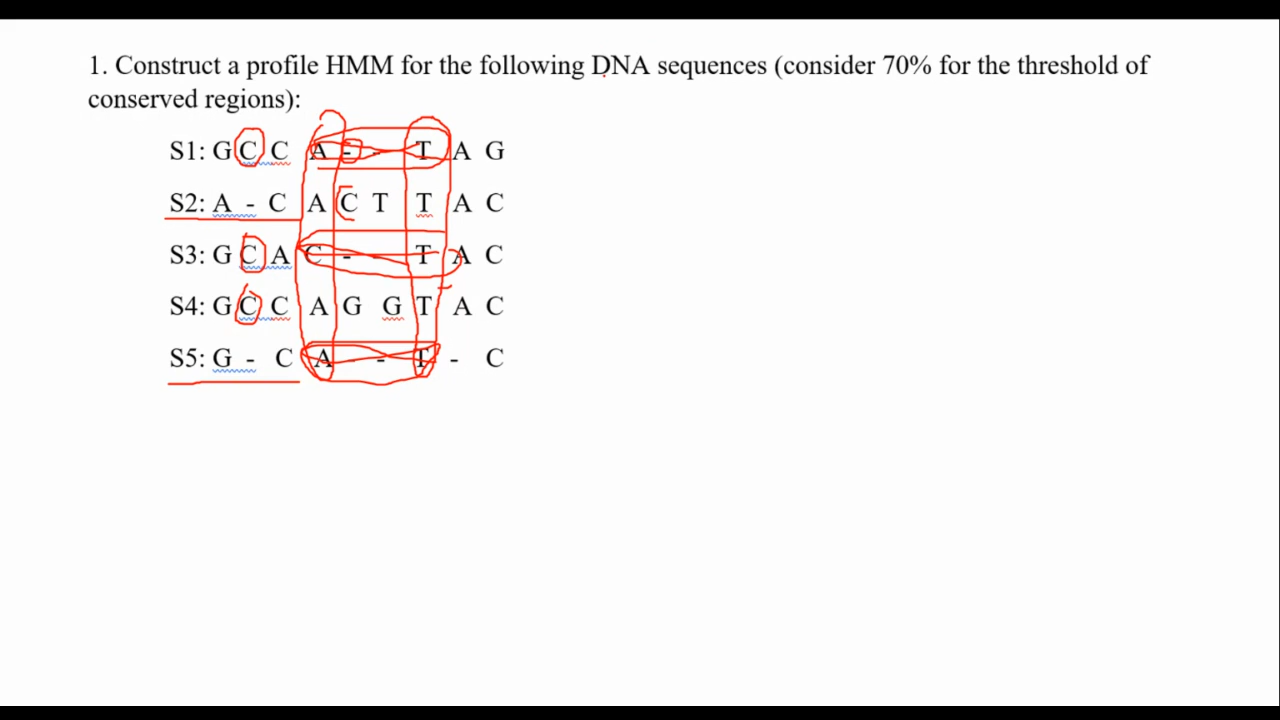 1. Construct a profile HMM for the following DNA sequences (consider 70% for the threshold of
conserved regions):
S1: G C C A - - T A G
S2: A - C A C T T A C
S3: G C A C - - T A C
S4: G C C A G G T A C
S5: G - C A - - T - C